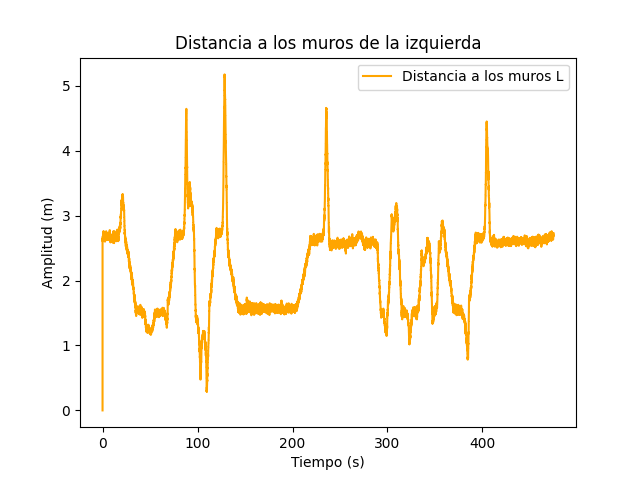 Distancia a los muros de la izquierda
Distancia a los muros L
Amplitud (m)
5
4
3
2
1
0
0 100 200 300 400
Tiempo (s)